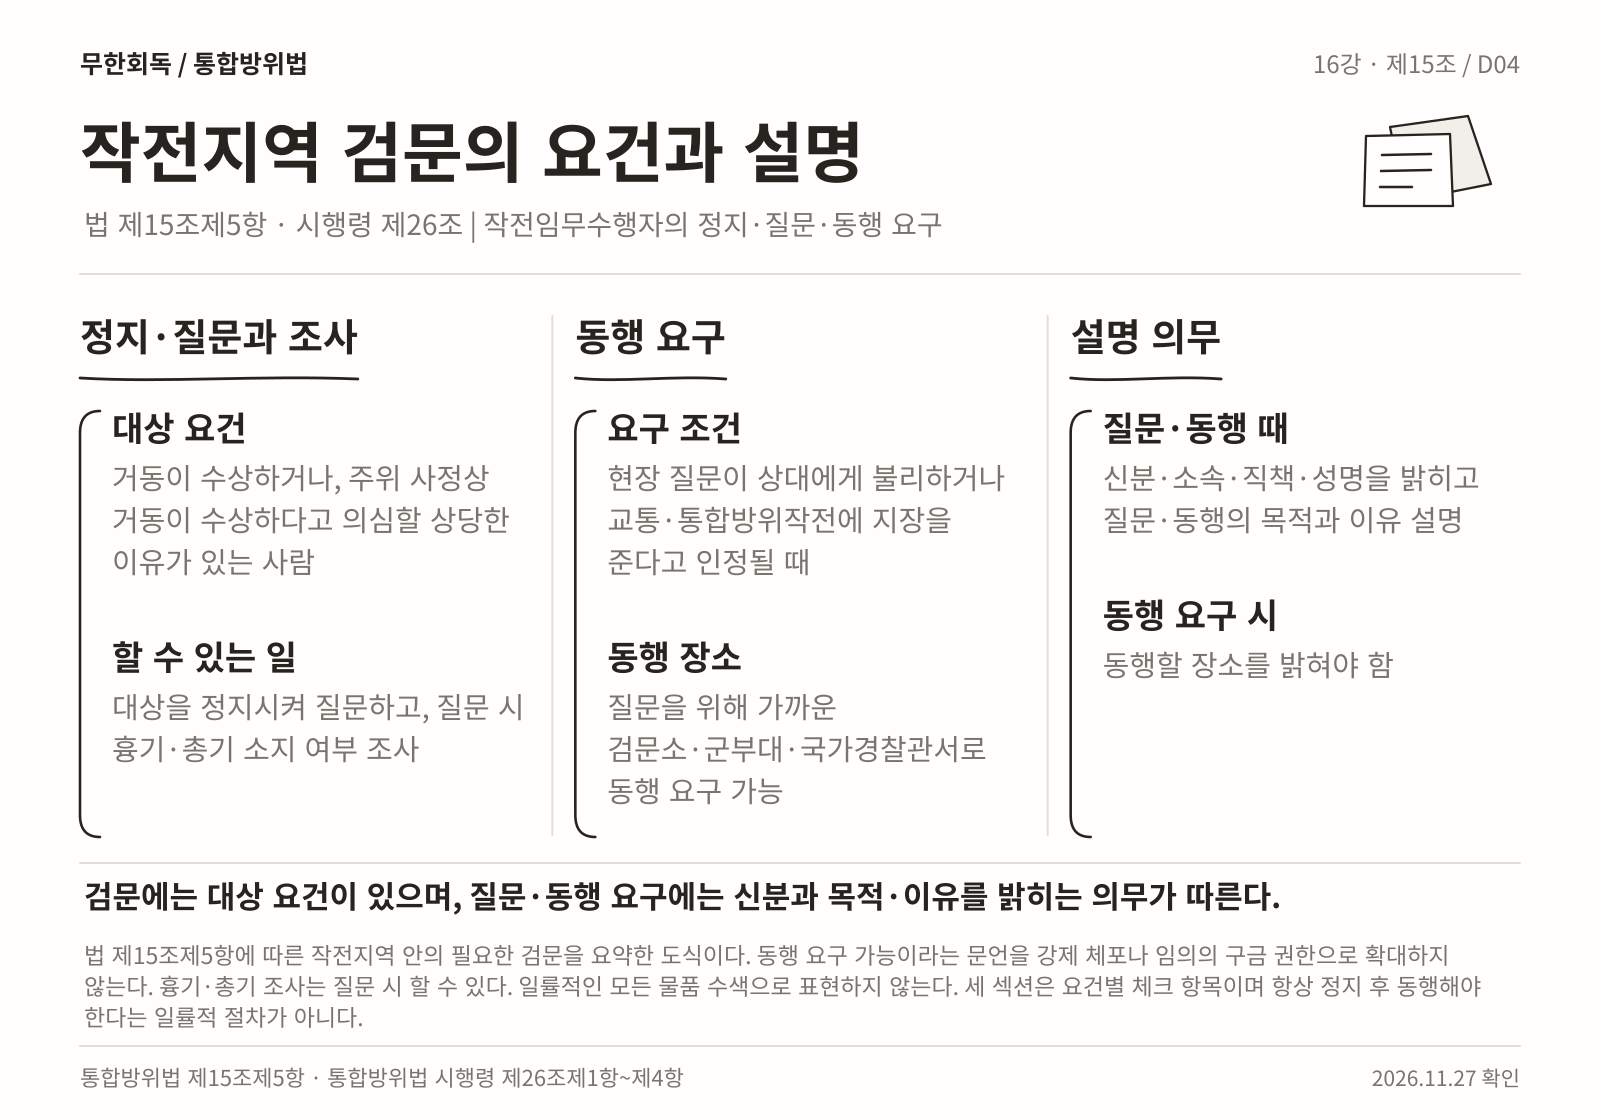 무한회독 / 통합방위법
16강 · 제15조 / D04
작전지역 검문의 요건과 설명
법 제15조제5항 · 시행령 제26조 | 작전임무수행자의 정지·질문·동행 요구
정지·질문과 조사
대상 요건
거동이 수상하거나, 주위 사정상
거동이 수상하다고 의심할 상당한
이유가 있는 사람
할 수 있는 일
대상을 정지시켜 질문하고, 질문 시
흉기·총기 소지 여부 조사
동행 요구
요구 조건
현장 질문이 상대에게 불리하거나
교통·통합방위작전에 지장을
준다고 인정될 때
동행 장소
질문을 위해 가까운
검문소·군부대·국가경찰관서로
동행 요구 가능
설명 의무
질문·동행 때
신분·소속·직책·성명을 밝히고
질문·동행의 목적과 이유 설명
동행 요구 시
동행할 장소를 밝혀야 함
검문에는 대상 요건이 있으며, 질문·동행 요구에는 신분과 목적·이유를 밝히는 의무가 따른다.
법 제15조제5항에 따른 작전지역 안의 필요한 검문을 요약한 도식이다. 동행 요구 가능이라는 문언을 강제 체포나 임의의 구금 권한으로 확대하지
않는다. 흉기·총기 조사는 질문 시 할 수 있다. 일률적인 모든 물품 수색으로 표현하지 않는다. 세 섹션은 요건별 체크 항목이며 항상 정지 후 동행해야
한다는 일률적 절차가 아니다.
통합방위법 제15조제5항 · 통합방위법 시행령 제26조제1항~제4항
2026.11.27 확인